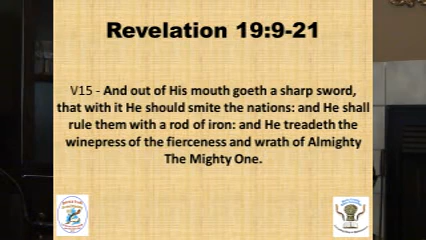 Revelation 19:9-21
V15 - And out of His mouth goeth a sharp sword,
that with it He should smite the nations: and He shall
rule them with a rod of iron: and He treadeth the
winepress of the fierceness and wrath of Almighty
The Mighty One.